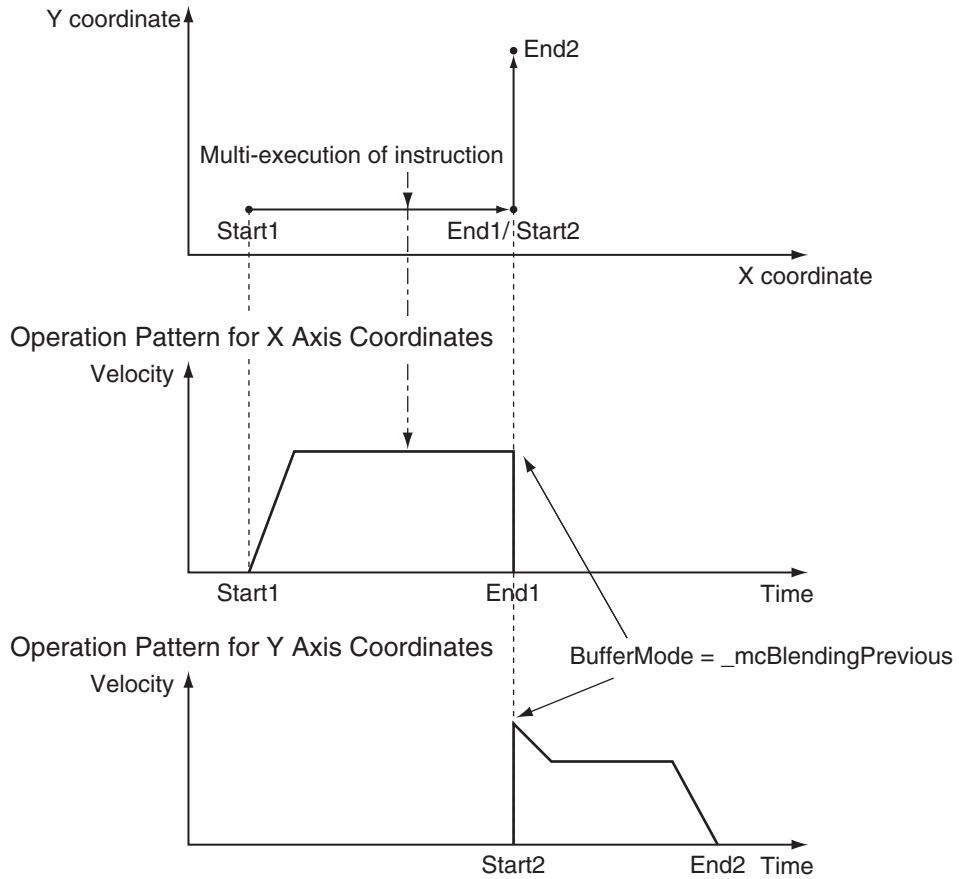 Y coordinate
End2
Multi-execution of instruction
Start1
End1/ Start2
X coordinate
Operation Pattern for X Axis Coordinates
Velocity
Start1
End1
Time
Operation Pattern for Y Axis Coordinates
BufferMode = _mcBlendingPrevious
Velocity
Start2
End2
Time